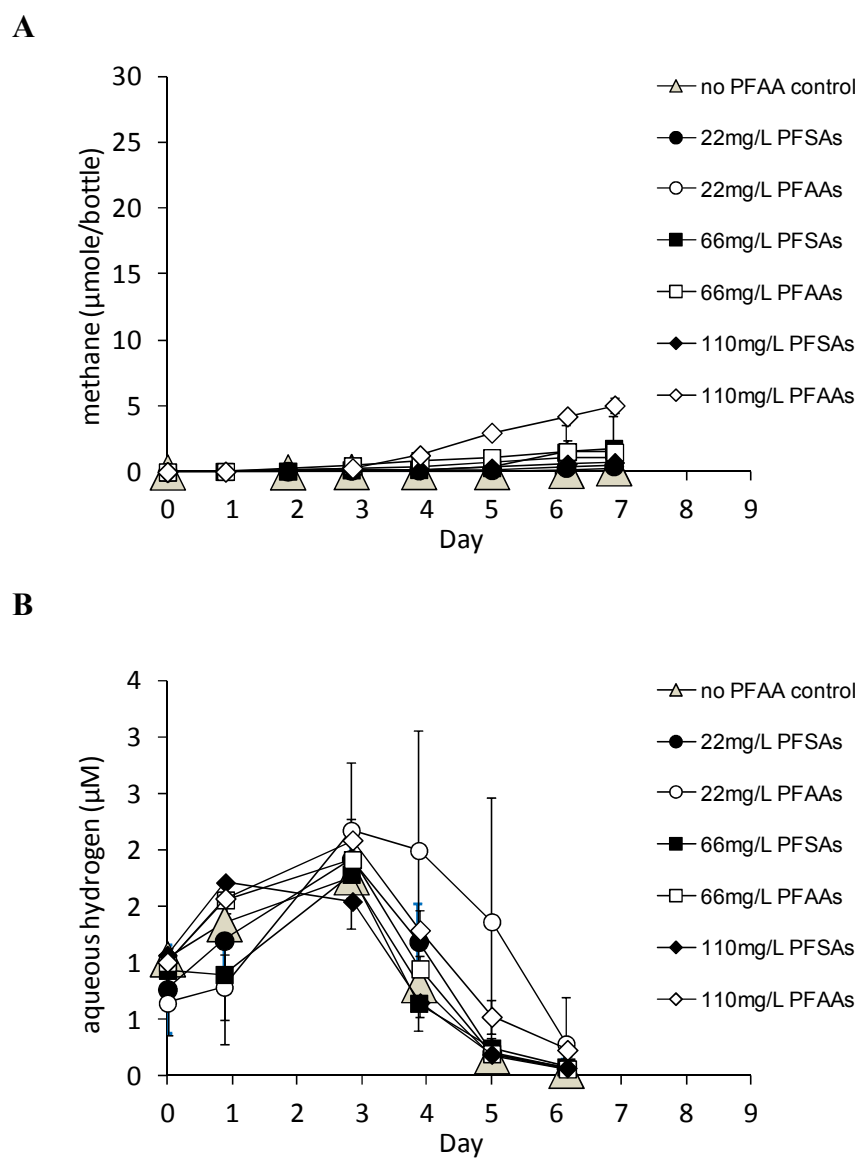 A
methane (µmole/bottle)
30
25
20
15
10
5
0
0 1 2 3 4 5 6 7 8 9
Day
no PFAA control
22mg/L PFSAs
22mg/L PFAAs
66mg/L PFSAs
66mg/L PFAAs
110mg/L PFSAs
110mg/L PFAAs
B
aqueous hydrogen (µM)
4
3
3
2
2
1
1
0
0 1 2 3 4 5 6 7 8 9
Day
no PFAA control
22mg/L PFSAs
22mg/L PFAAs
66mg/L PFSAs
66mg/L PFAAs
110mg/L PFSAs
110mg/L PFAAs